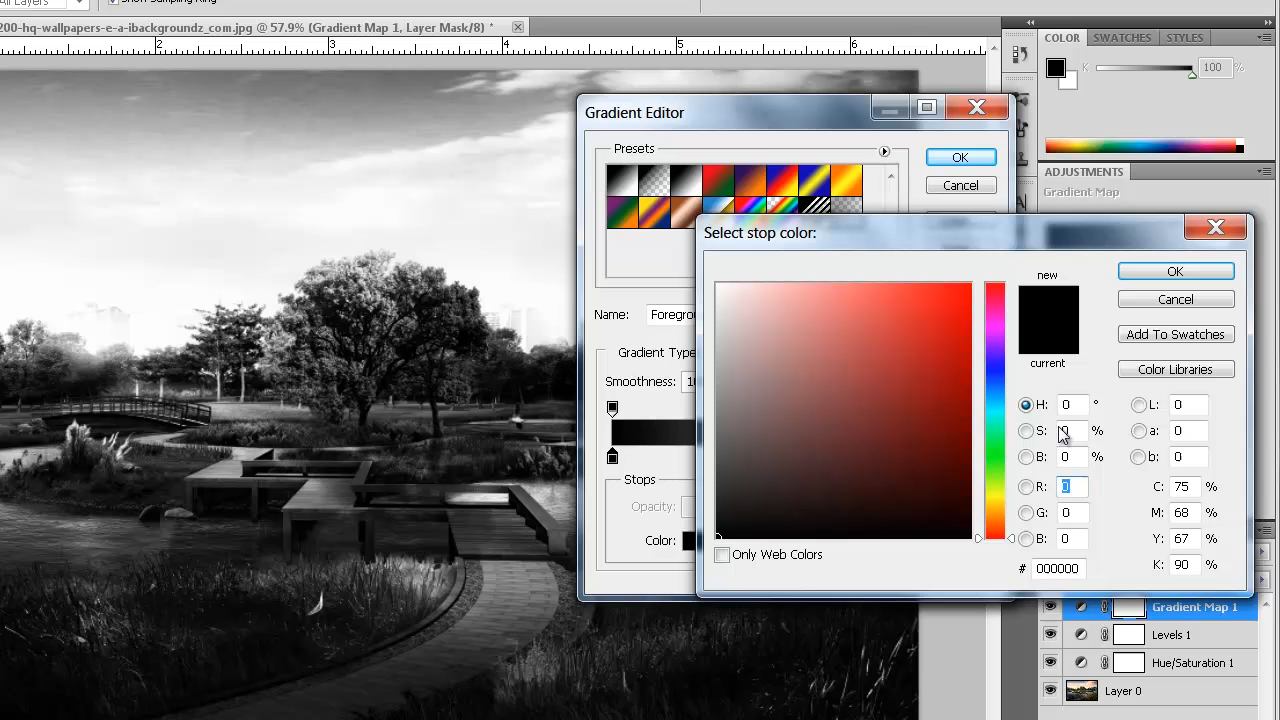 All Layers
Show Sampling Ring
200-hq-wallpapers-e-a-ibackgroundz_com.jpg @ 57.9% (Gradient Map 1, Layer Mask/8) *
2 3 4 5 6
COLOR SWATCHES STYLES
K 100 %
ADJUSTMENTS
Gradient Map
Gradient Editor
Presets
OK
Cancel
Name: Foregrou
Gradient Type
Smoothness: 10
Stops
Opacity:
Color:
Select stop color:
new
current
OK
Cancel
Add To Swatches
Color Libraries
H: 0 °
S: 0 %
B: 0 %
R: 0
G: 0
B: 0
# 000000
L: 0
a: 0
b: 0
C: 75 %
M: 68 %
Y: 67 %
K: 90 %
Only Web Colors
Gradient Map 1
Levels 1
Hue/Saturation 1
Layer 0